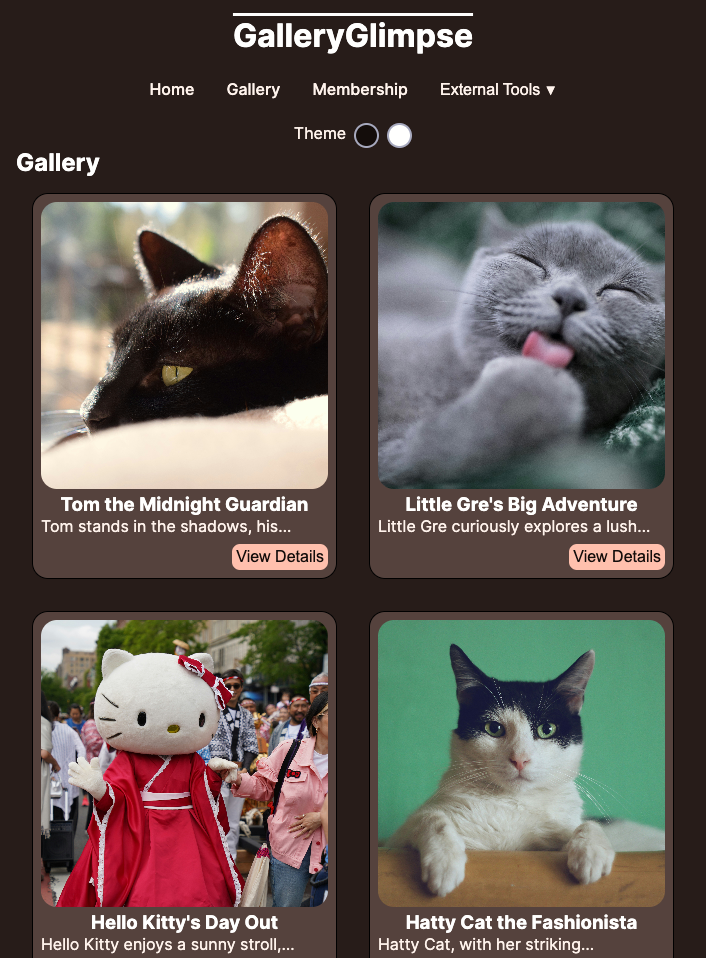 GalleryGlimpse
Home Gallery Membership External Tools ▼
Theme
Gallery
Tom the Midnight Guardian
Tom stands in the shadows, his...
View Details
Little Gre's Big Adventure
Little Gre curiously explores a lush...
View Details
Hello Kitty's Day Out
Hello Kitty enjoys a sunny stroll,...
Hatty Cat the Fashionista
Hatty Cat, with her striking...